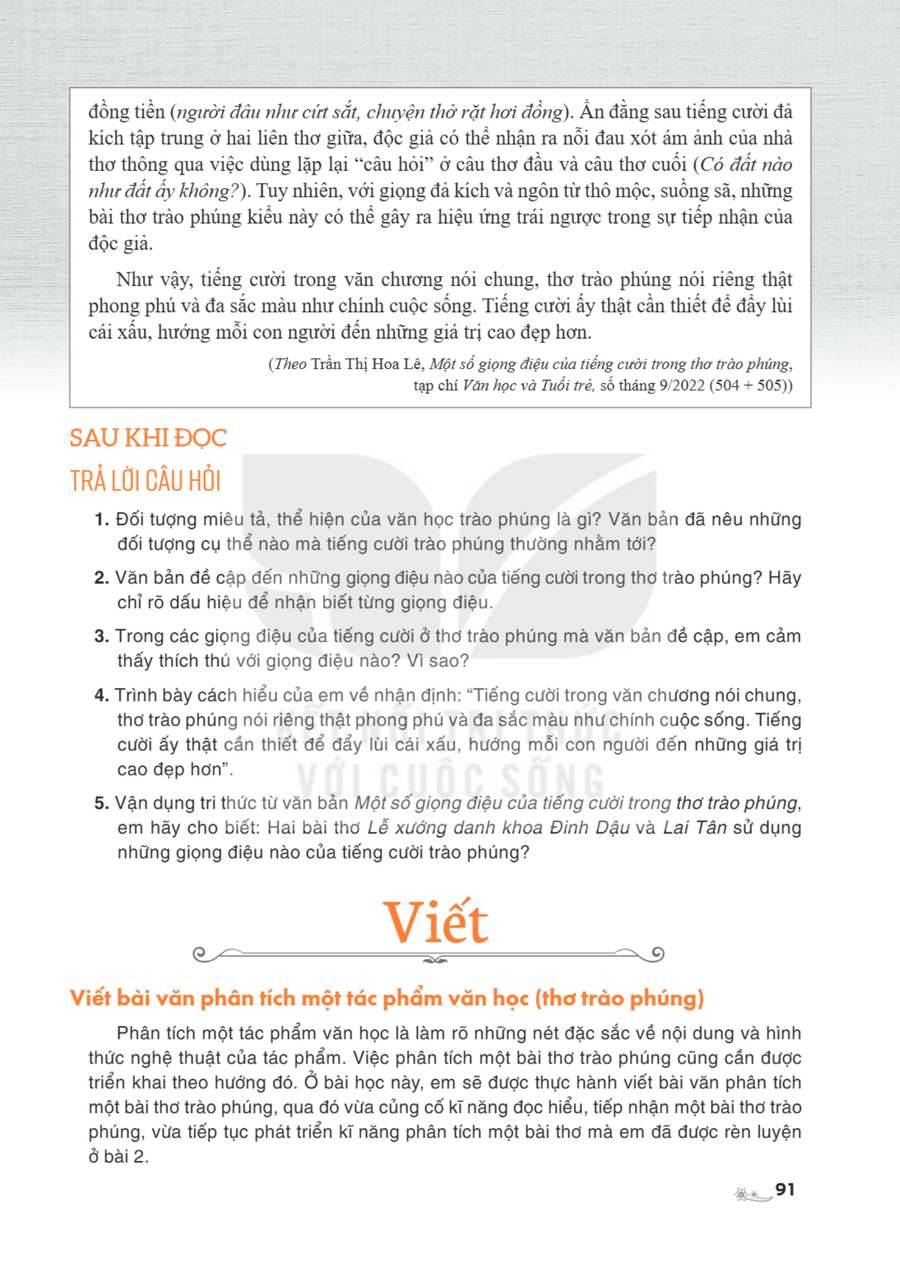 đồng tiền (người đâu như cứt sắt, chuyện thở rặt hơi đồng). Ẩn đằng sau tiếng cười đả
kích tập trung ở hai liên thơ giữa, độc giả có thể nhận ra nỗi đau xót ám ảnh của nhà
thơ thông qua việc dùng lặp lại “câu hỏi” ở câu thơ đầu và câu thơ cuối (Có đất nào
như đất ấy không?). Tuy nhiên, với giọng đả kích và ngôn từ thô mộc, suồng sã, những
bài thơ trào phúng kiểu này có thể gây ra hiệu ứng trái ngược trong sự tiếp nhận của
độc giả.
Như vậy, tiếng cười trong văn chương nói chung, thơ trào phúng nói riêng thật
phong phú và đa sắc màu như chính cuộc sống. Tiếng cười ấy thật cần thiết để đẩy lùi
cái xấu, hướng mỗi con người đến những giá trị cao đẹp hơn.
(Theo Trần Thị Hoa Lê, Một số giọng điệu của tiếng cười trong thơ trào phúng,
tạp chí Văn học và Tuổi trẻ, số tháng 9/2022 (504 + 505))
SAU KHI ĐỌC
TRẢ LỜI CÂU HỎI
1. Đối tượng miêu tả, thể hiện của văn học trào phúng là gì? Văn bản đã nêu những
đối tượng cụ thể nào mà tiếng cười trào phúng thường nhằm tới?
2. Văn bản đề cập đến những giọng điệu nào của tiếng cười trong thơ trào phúng? Hãy
chỉ rõ dấu hiệu để nhận biết từng giọng điệu.
3. Trong các giọng điệu của tiếng cười ở thơ trào phúng mà văn bản đề cập, em cảm
thấy thích thú với giọng điệu nào? Vì sao?
4. Trình bày cách hiểu của em về nhận định: “Tiếng cười trong văn chương nói chung,
thơ trào phúng nói riêng thật phong phú và đa sắc màu như chính cuộc sống. Tiếng
cười ấy thật cần thiết để đẩy lùi cái xấu, hướng mỗi con người đến những giá trị
cao đẹp hơn”.
KẾT NỐI TRI THỨC
VỚI CUỘC SỐNG
5. Vận dụng tri thức từ văn bản Một số giọng điệu của tiếng cười trong thơ trào phúng,
em hãy cho biết: Hai bài thơ Lễ xướng danh khoa Đinh Dậu và Lai Tân sử dụng
những giọng điệu nào của tiếng cười trào phúng?
Viết
Viết bài văn phân tích một tác phẩm văn học (thơ trào phúng)
Phân tích một tác phẩm văn học là làm rõ những nét đặc sắc về nội dung và hình
thức nghệ thuật của tác phẩm. Việc phân tích một bài thơ trào phúng cũng cần được
triển khai theo hướng đó. Ở bài học này, em sẽ được thực hành viết bài văn phân tích
một bài thơ trào phúng, qua đó vừa củng cố kĩ năng đọc hiểu, tiếp nhận một bài thơ trào
phúng, vừa tiếp tục phát triển kĩ năng phân tích một bài thơ mà em đã được rèn luyện
ở bài 2.
91